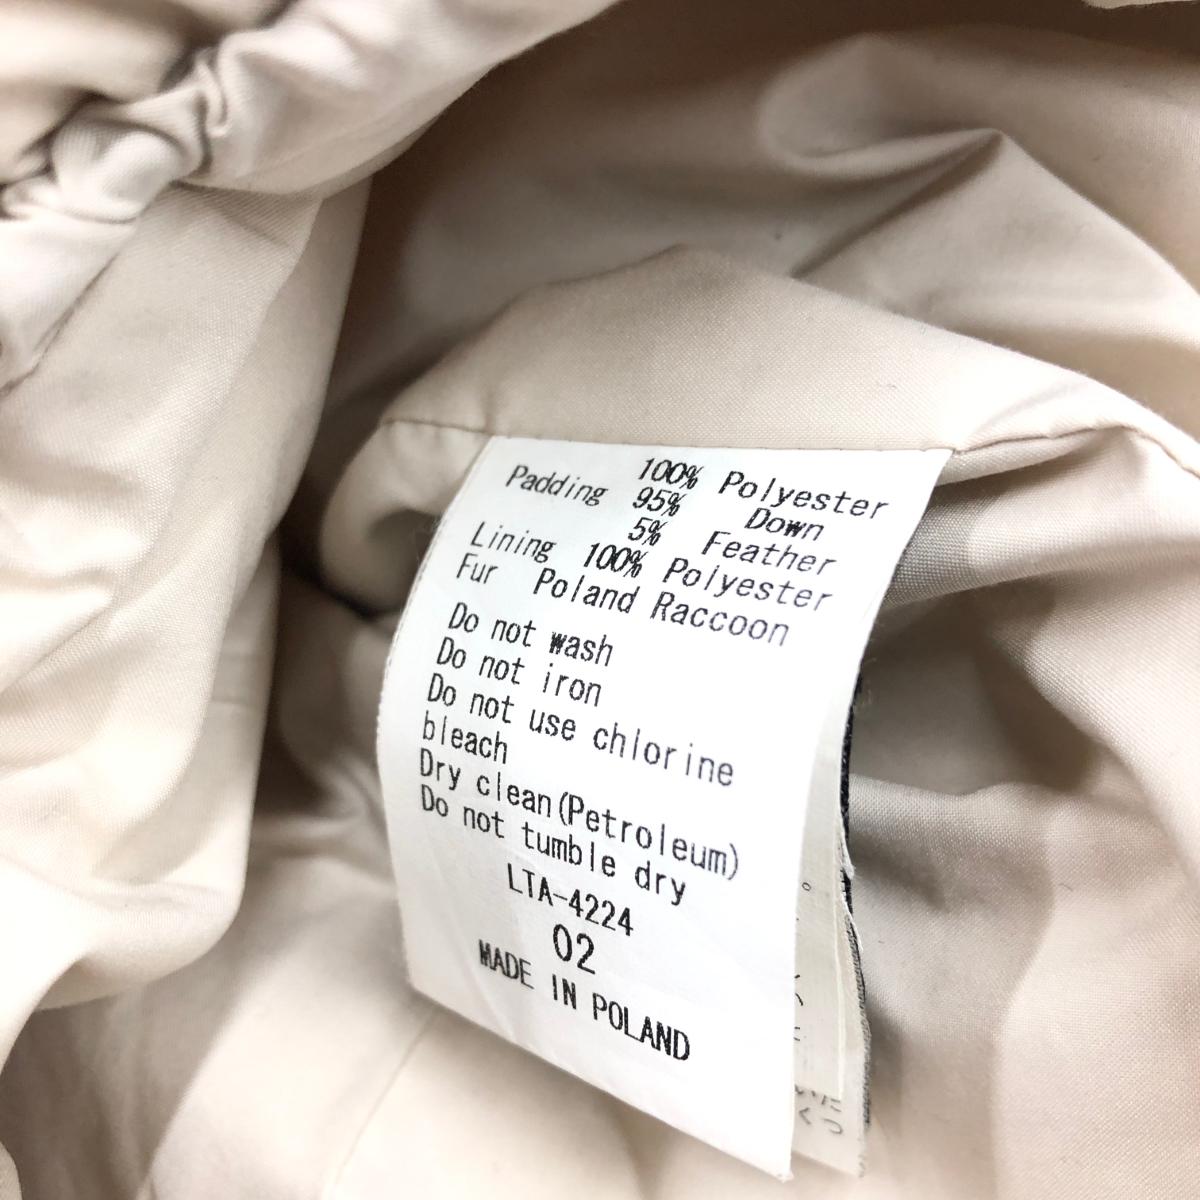 100% Polyester
Padding 95% Down
5% Feather
Lining 100% Polyester
Fur Poland Raccoon
Do not wash
Do not iron
Do not use chlorine
bleach
Dry clean(Petroleum)
Do not tumble dry
LTA-4224
02
MADE IN POLAND